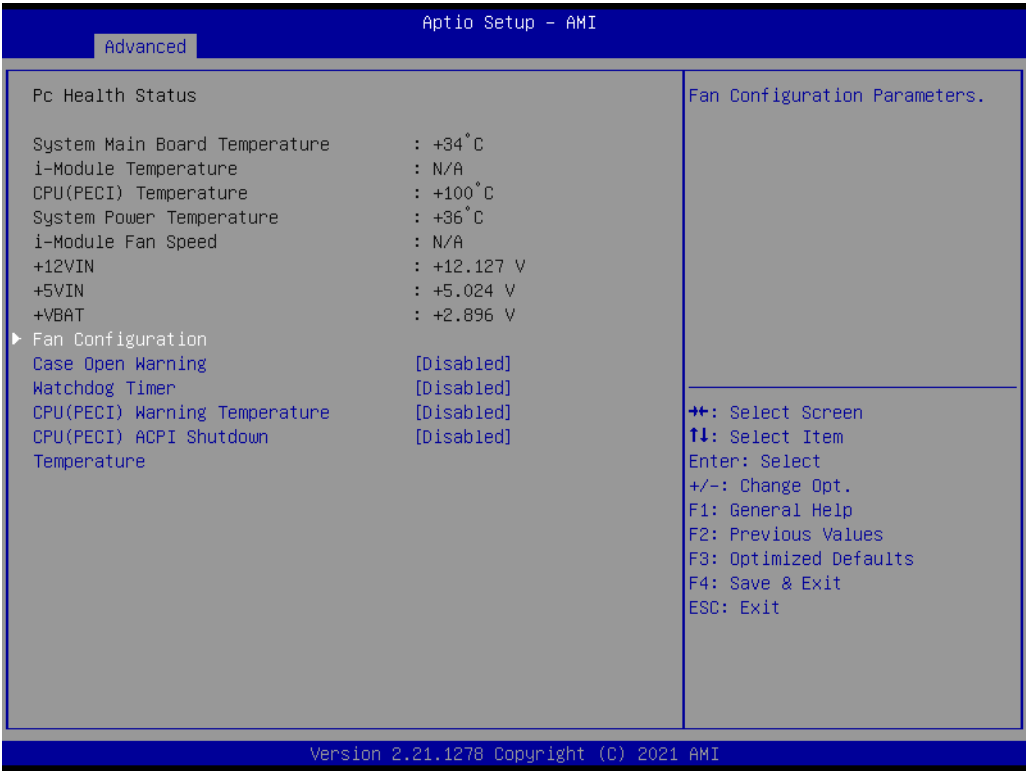 Aptio Setup – AMI
Advanced
Pc Health Status
System Main Board Temperature : +34˚C
i-Module Temperature : N/A
CPU(PECI) Temperature : +100˚C
System Power Temperature : +36˚C
i-Module Fan Speed : N/A
+12VIN : +12.127 V
+5VIN : +5.024 V
+VBAT : +2.896 V
Fan Configuration
Case Open Warning [Disabled]
Watchdog Timer [Disabled]
CPU(PECI) Warning Temperature [Disabled]
CPU(PECI) ACPI Shutdown [Disabled]
Temperature
Fan Configuration Parameters.
→←: Select Screen
↑↓: Select Item
Enter: Select
+/-: Change Opt.
F1: General Help
F2: Previous Values
F3: Optimized Defaults
F4: Save & Exit
ESC: Exit
Version 2.21.1278 Copyright (C) 2021 AMI